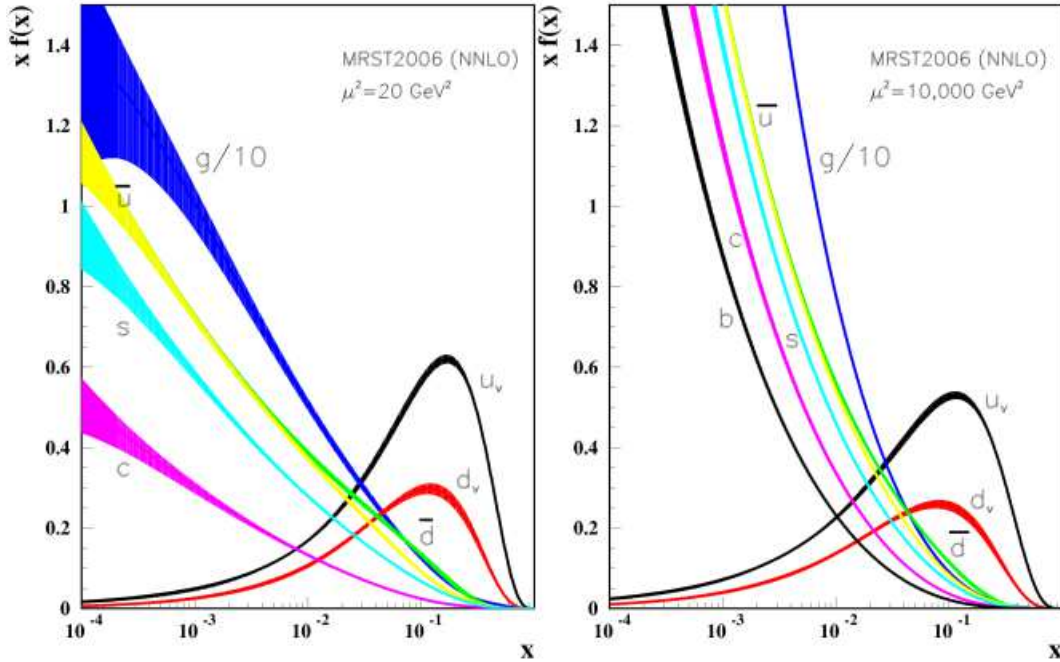 x f(x)
1.4
1.2
1
0.8
0.6
0.4
0.2
0
MRST2006 (NNLO)
μ²=20 GeV²
g/10
u̅
s
c
u_v
d_v
d̅
10⁻⁴
10⁻³
10⁻²
10⁻¹
x
x f(x)
1.4
1.2
1
0.8
0.6
0.4
0.2
0
MRST2006 (NNLO)
μ²=10,000 GeV²
u̅
g/10
c
b
s
u_v
d_v
d̅
10⁻⁴
10⁻³
10⁻²
10⁻¹
x